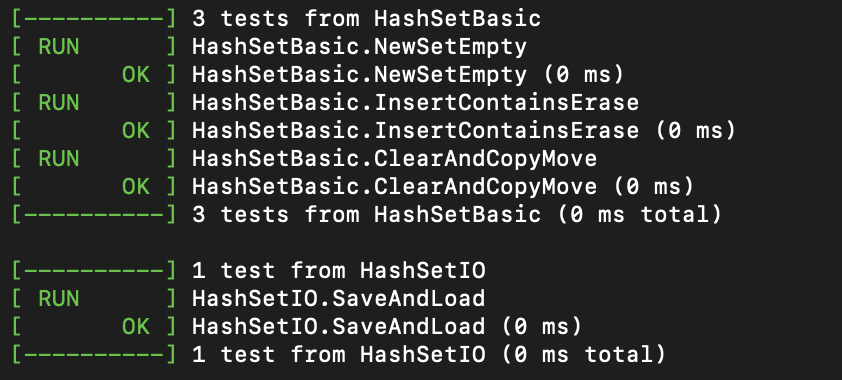 [----------] 3 tests from HashSetBasic
[ RUN      ] HashSetBasic.NewSetEmpty
[       OK ] HashSetBasic.NewSetEmpty (0 ms)
[ RUN      ] HashSetBasic.InsertContainsErase
[       OK ] HashSetBasic.InsertContainsErase (0 ms)
[ RUN      ] HashSetBasic.ClearAndCopyMove
[       OK ] HashSetBasic.ClearAndCopyMove (0 ms)
[----------] 3 tests from HashSetBasic (0 ms total)

[----------] 1 test from HashSetIO
[ RUN      ] HashSetIO.SaveAndLoad
[       OK ] HashSetIO.SaveAndLoad (0 ms)
[----------] 1 test from HashSetIO (0 ms total)